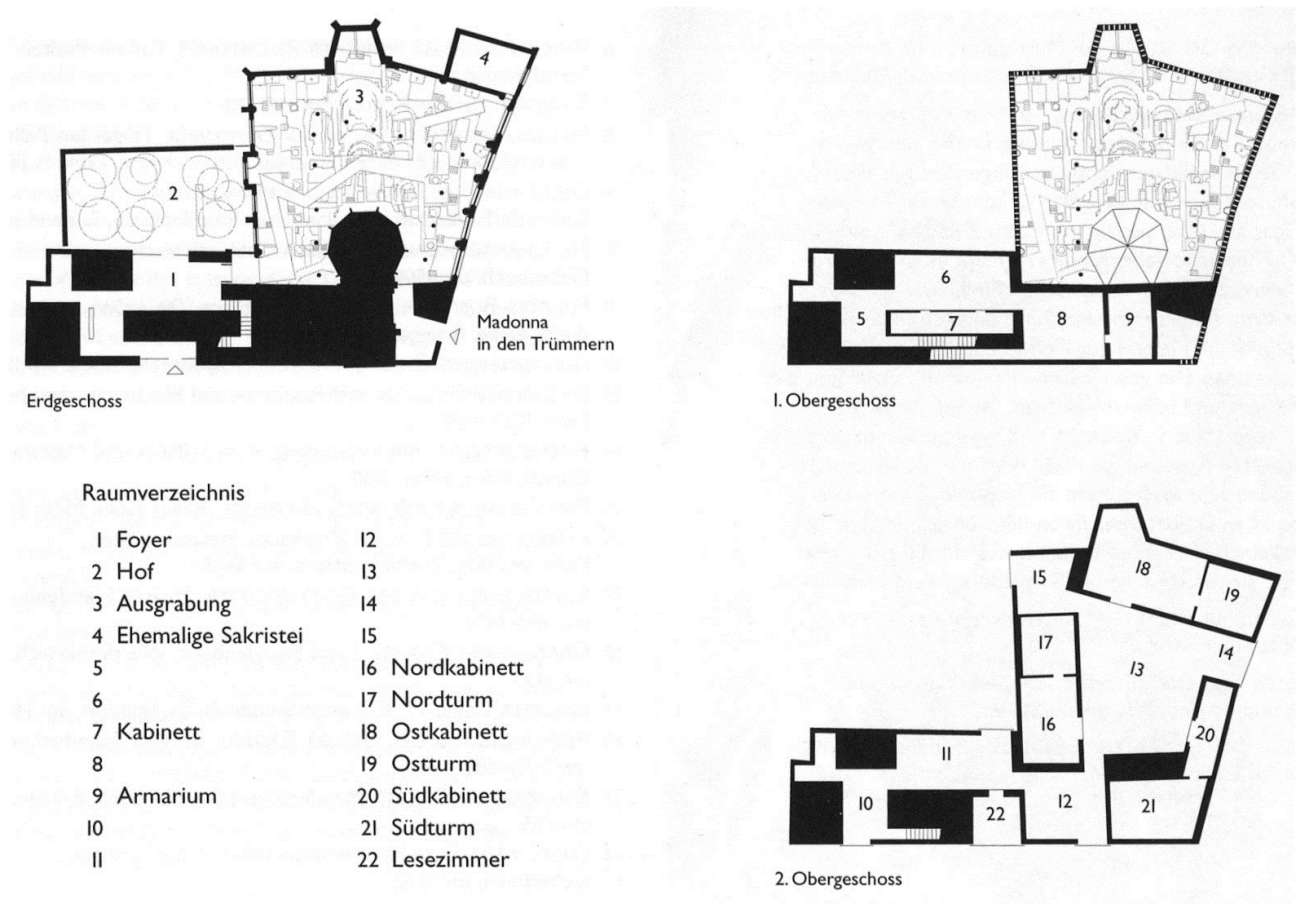 4
3
2
Madonna
in den Trümmern
Erdgeschoss
6
5
7
8
9
1. Obergeschoss
Raumverzeichnis
1 Foyer
2 Hof
3 Ausgrabung
4 Ehemalige Sakristei
5
6
7 Kabinett
8
9 Armarium
10
11
12
13
14
15
16 Nordkabinett
17 Nordturm
18 Ostkabinett
19 Ostturm
20 Südkabinett
21 Südturm
22 Lesezimmer
15
18
19
17
14
13
16
20
11
10
22
12
21
2. Obergeschoss